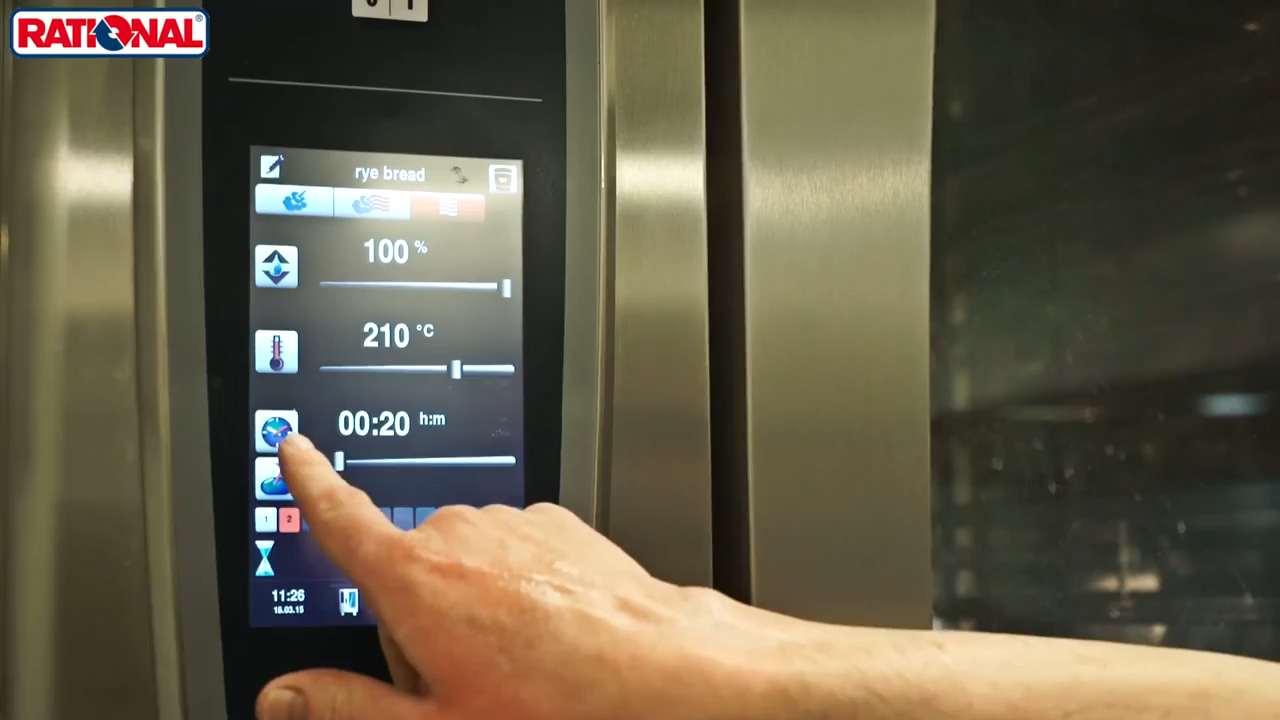 RATIONAL®
rye bread
100 %
210 °C
00:20 h:m
1 2
11:26
18.03.15